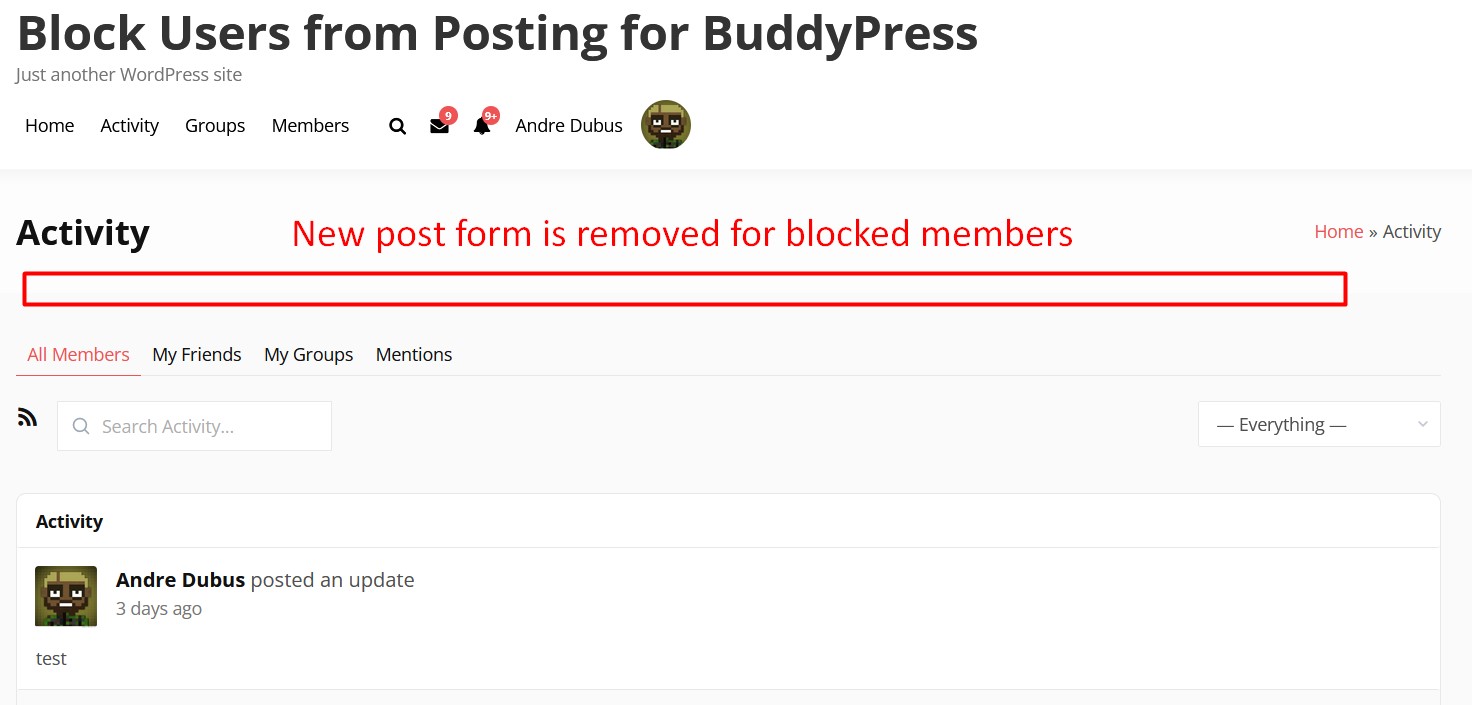 Block Users from Posting for BuddyPress
Just another WordPress site
Home Activity Groups Members 9 9+ Andre Dubus
Activity New post form is removed for blocked members Home » Activity
All Members My Friends My Groups Mentions
Search Activity... — Everything —
Activity
Andre Dubus posted an update
3 days ago
test